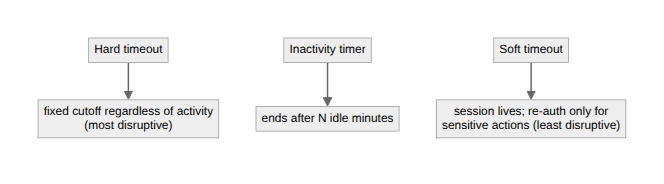 Hard timeout
Inactivity timer
Soft timeout
fixed cutoff regardless of activity
(most disruptive)
ends after N idle minutes
session lives; re-auth only for
sensitive actions (least disruptive)